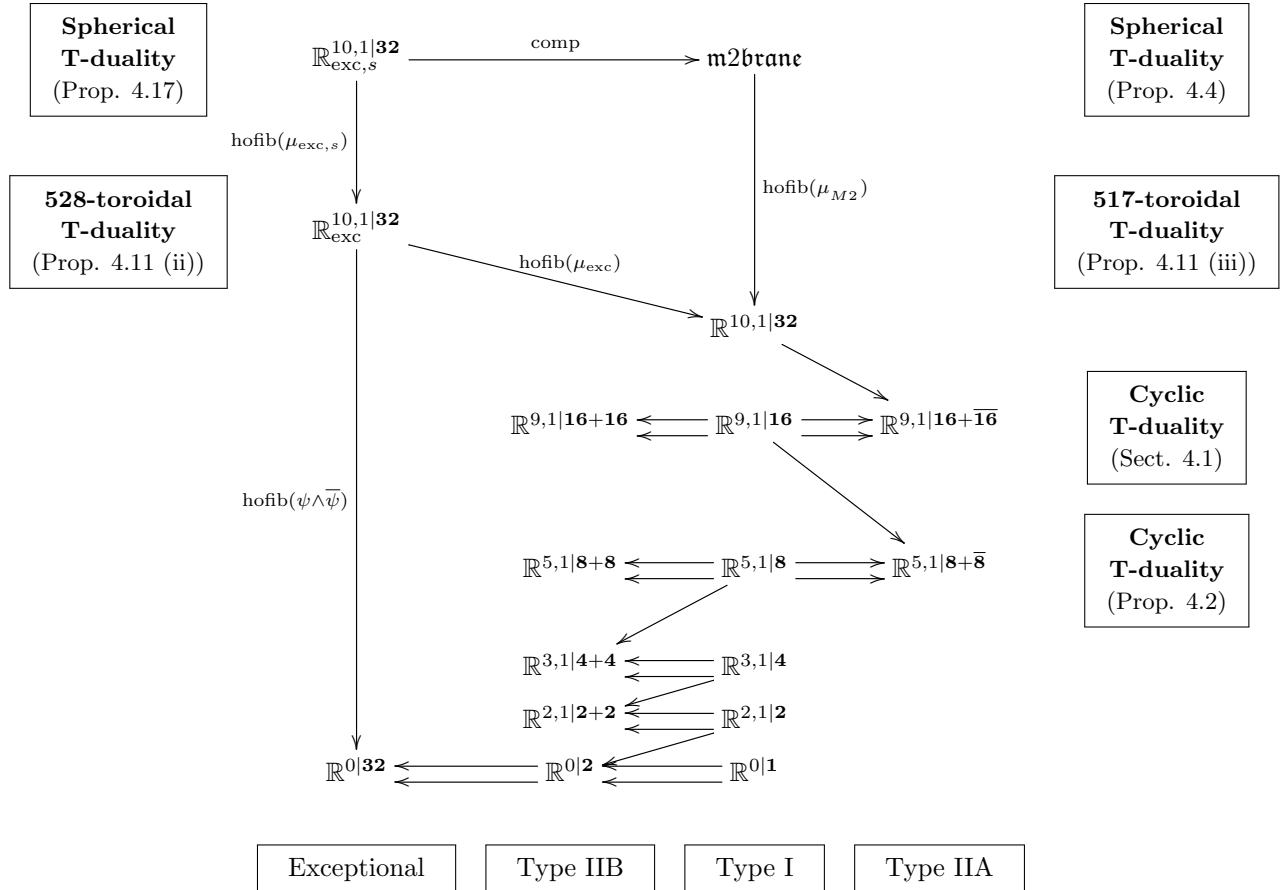 Spherical
T-duality
(Prop. 4.17)
ℝ^{10,1|32}_{exc,s}
comp
𝔪2𝔟𝔯𝔞𝔫𝔢
Spherical
T-duality
(Prop. 4.4)
hofib(μ_{exc,s})
hofib(μ_{M2})
528-toroidal
T-duality
(Prop. 4.11 (ii))
ℝ^{10,1|32}_{exc}
hofib(μ_{exc})
517-toroidal
T-duality
(Prop. 4.11 (iii))
ℝ^{10,1|32}
ℝ^{9,1|16+16}
ℝ^{9,1|16}
ℝ^{9,1|16+\overline{16}}
Cyclic
T-duality
(Sect. 4.1)
hofib(ψ∧\overline{ψ})
ℝ^{5,1|8+8}
ℝ^{5,1|8}
ℝ^{5,1|8+\overline{8}}
Cyclic
T-duality
(Prop. 4.2)
ℝ^{3,1|4+4}
ℝ^{3,1|4}
ℝ^{2,1|2+2}
ℝ^{2,1|2}
ℝ^{0|32}
ℝ^{0|2}
ℝ^{0|1}
Exceptional
Type IIB
Type I
Type IIA